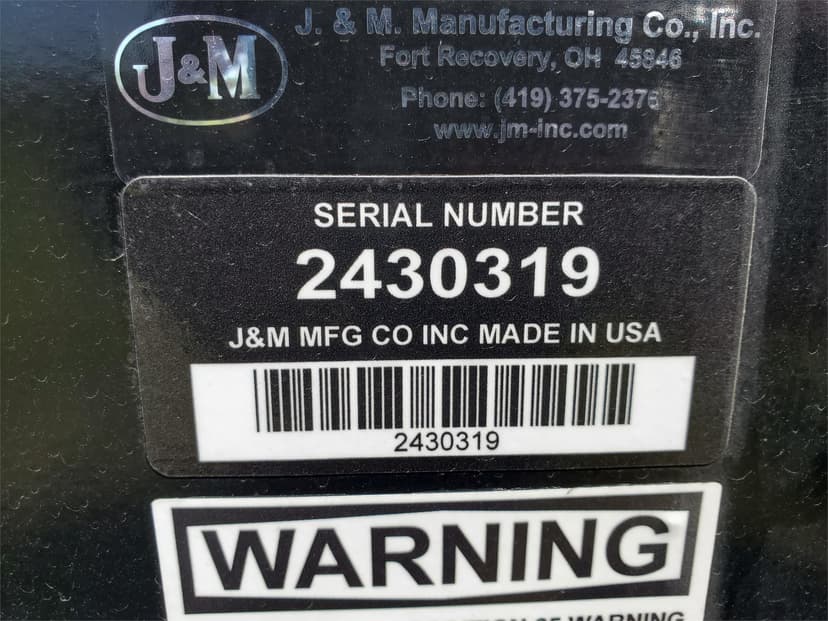 J&M
J. & M. Manufacturing Co., Inc.
Fort Recovery, OH 45846
Phone: (419) 375-2376
www.jm-inc.com
SERIAL NUMBER
2430319
J&M MFG CO INC MADE IN USA
2430319
WARNING
WARNING